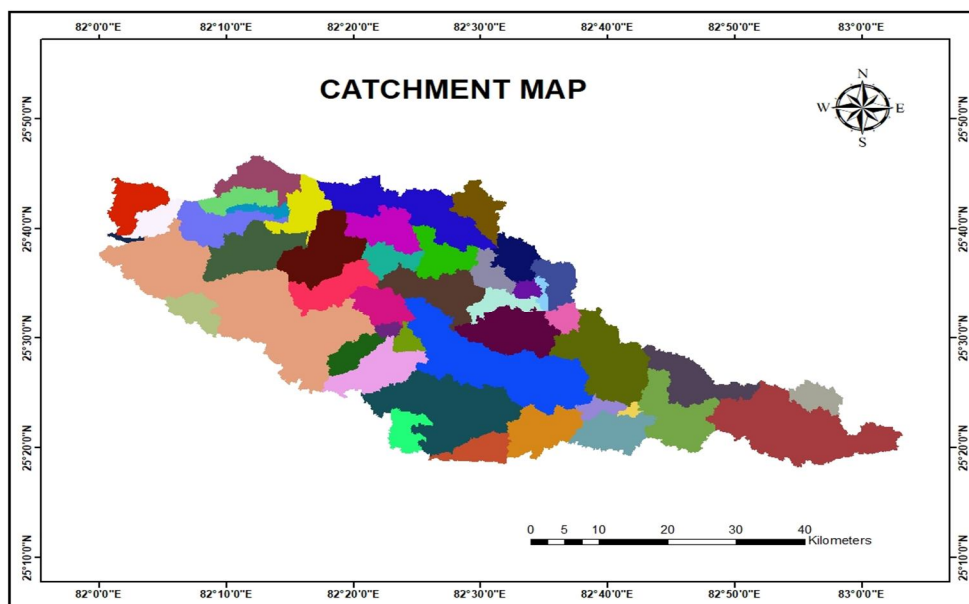 82°0'0"E 82°10'0"E 82°20'0"E 82°30'0"E 82°40'0"E 82°50'0"E 83°0'0"E
CATCHMENT MAP
N
W E
S
25°50'0"N 25°50'0"N
25°40'0"N 25°40'0"N
25°30'0"N 25°30'0"N
25°20'0"N 25°20'0"N
25°10'0"N 25°10'0"N
0 5 10 20 30 40
Kilometers
82°0'0"E 82°10'0"E 82°20'0"E 82°30'0"E 82°40'0"E 82°50'0"E 83°0'0"E